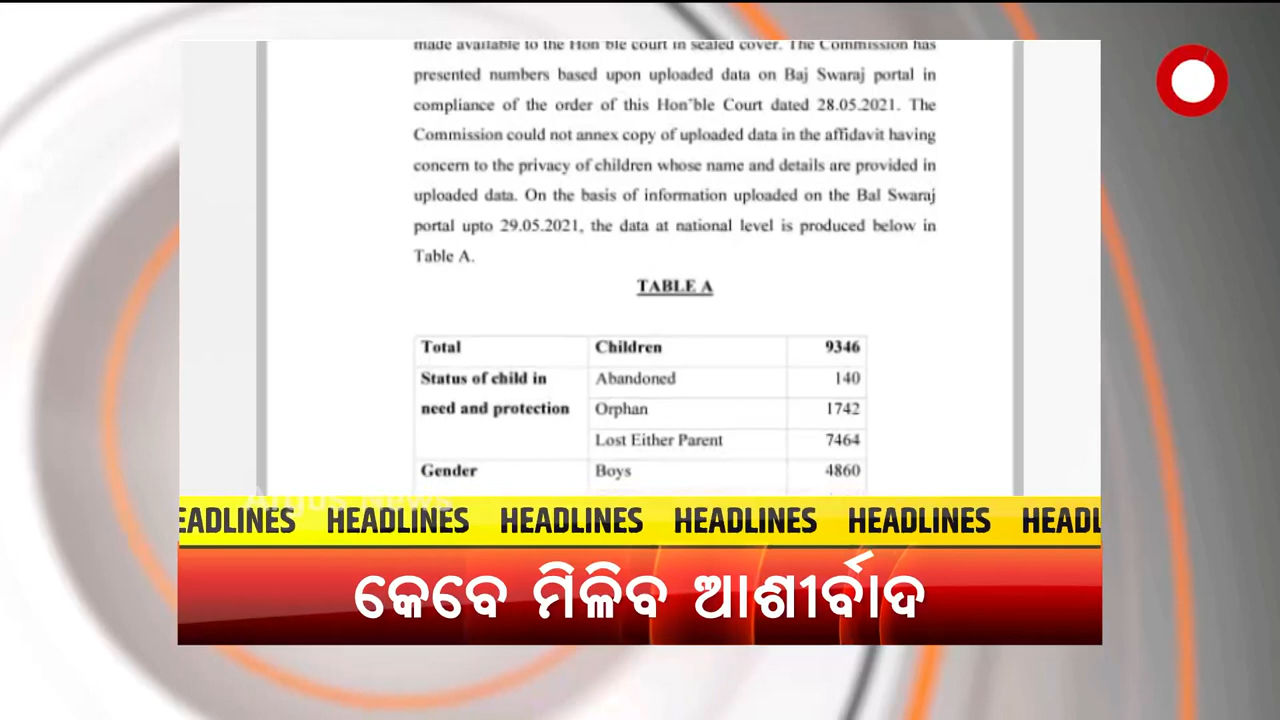 made available to the Hon ble court in sealed cover. The Commission has
presented numbers based upon uploaded data on Baj Swaraj portal in
compliance of the order of this Hon˜ble Court dated 28.05.2021. The
Commission could not annex copy of uploaded data in the affidavit having
concern to the privacy of children whose name and details are provided in
uploaded data. On the basis of information uploaded on the Bal Swaraj
portal upto 29.05.2021, the data at national level is produced below in
Table A.
TABLE A
Total Children 9346
Status of child in Abandoned 140
need and protection Orphan 1742
Lost Either Parent 7464
Gender Boys 4860
Argus News
EADLINES HEADLINES HEADLINES HEADLINES HEADLINES HEADL
କେବେ ମିଳିବ ଆଶୀର୍ବାଦ